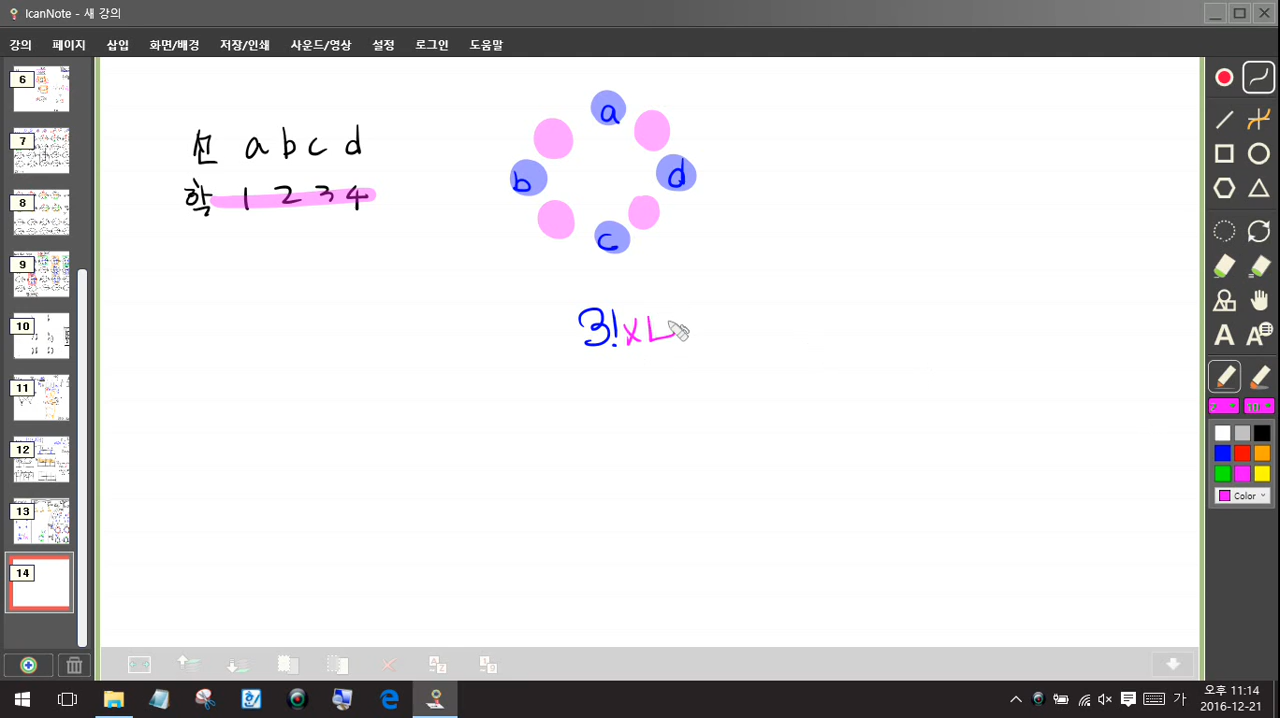 IcanNote - 새 강의
강의 페이지 삽입 화면/배경 저장/인쇄 사운드/영상 설정 로그인 도움말
6
7
8
9
10
11
12
13
14
선 a b c d
학 1 2 3 4
a
b
d
c
3! x
A A
Color
가
오후 11:14
2016-12-21